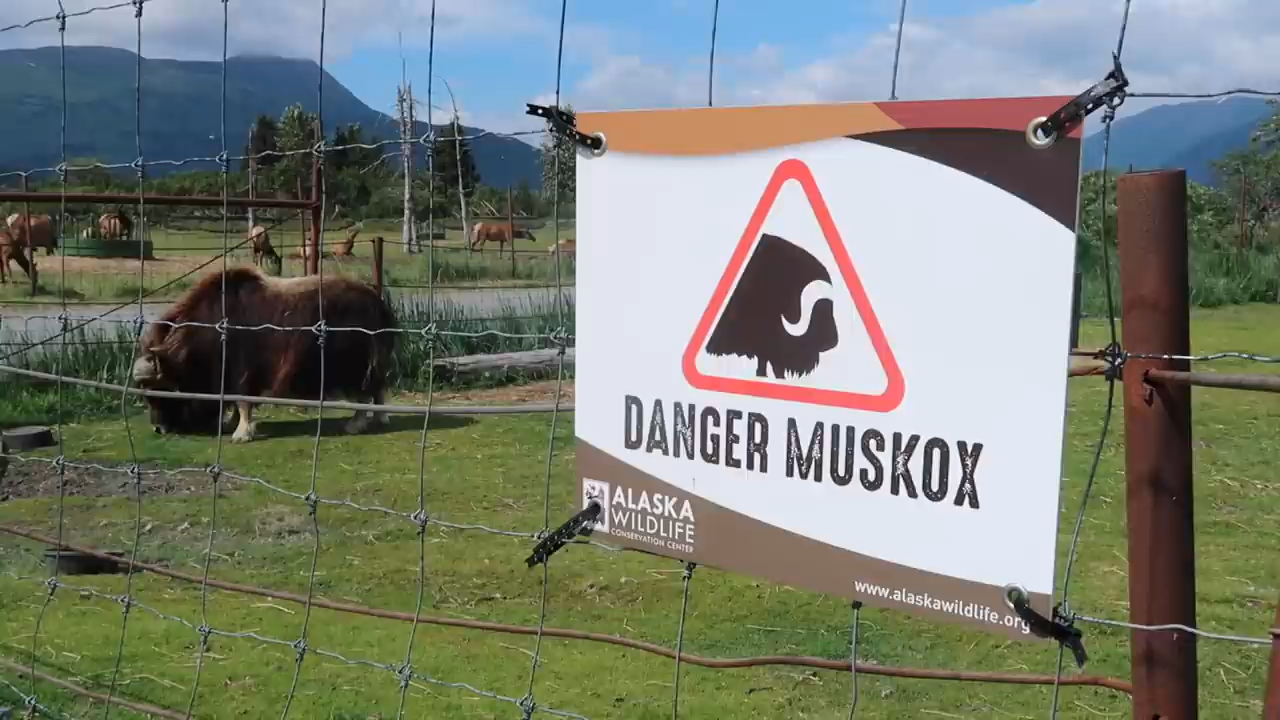 DANGER MUSKOX
ALASKA
WILDLIFE
CONSERVATION CENTER
www.alaskawildlife.org